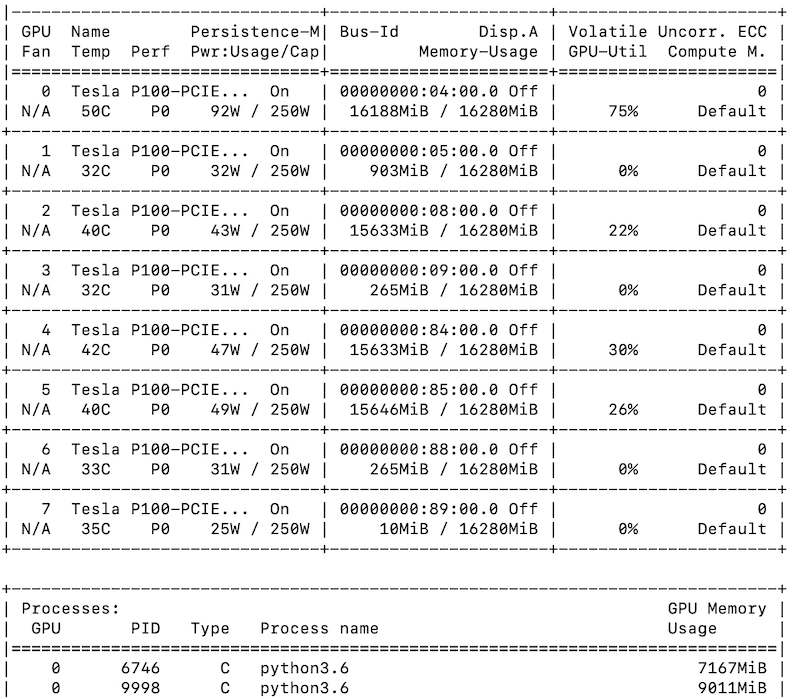 |-------------------------------+----------------------+----------------------+
| GPU  Name        Persistence-M| Bus-Id        Disp.A | Volatile Uncorr. ECC |
| Fan  Temp  Perf  Pwr:Usage/Cap|         Memory-Usage | GPU-Util  Compute M. |
|===============================+======================+======================|
|   0  Tesla P100-PCIE...  On   | 00000000:04:00.0 Off |                    0 |
| N/A   50C    P0    92W / 250W |  16188MiB / 16280MiB |     75%      Default |
+-------------------------------+----------------------+----------------------+
|   1  Tesla P100-PCIE...  On   | 00000000:05:00.0 Off |                    0 |
| N/A   32C    P0    32W / 250W |    903MiB / 16280MiB |      0%      Default |
+-------------------------------+----------------------+----------------------+
|   2  Tesla P100-PCIE...  On   | 00000000:08:00.0 Off |                    0 |
| N/A   40C    P0    43W / 250W |  15633MiB / 16280MiB |     22%      Default |
+-------------------------------+----------------------+----------------------+
|   3  Tesla P100-PCIE...  On   | 00000000:09:00.0 Off |                    0 |
| N/A   32C    P0    31W / 250W |    265MiB / 16280MiB |      0%      Default |
+-------------------------------+----------------------+----------------------+
|   4  Tesla P100-PCIE...  On   | 00000000:84:00.0 Off |                    0 |
| N/A   42C    P0    47W / 250W |  15633MiB / 16280MiB |     30%      Default |
+-------------------------------+----------------------+----------------------+
|   5  Tesla P100-PCIE...  On   | 00000000:85:00.0 Off |                    0 |
| N/A   40C    P0    49W / 250W |  15646MiB / 16280MiB |     26%      Default |
+-------------------------------+----------------------+----------------------+
|   6  Tesla P100-PCIE...  On   | 00000000:88:00.0 Off |                    0 |
| N/A   33C    P0    31W / 250W |    265MiB / 16280MiB |      0%      Default |
+-------------------------------+----------------------+----------------------+
|   7  Tesla P100-PCIE...  On   | 00000000:89:00.0 Off |                    0 |
| N/A   35C    P0    25W / 250W |     10MiB / 16280MiB |      0%      Default |
+-------------------------------+----------------------+----------------------+

+-----------------------------------------------------------------------------+
| Processes:                                                       GPU Memory |
|  GPU       PID   Type   Process name                             Usage      |
|=============================================================================|
|    0      6746      C   python3.6                                   7167MiB |
|    0      9998      C   python3.6                                   9011MiB |